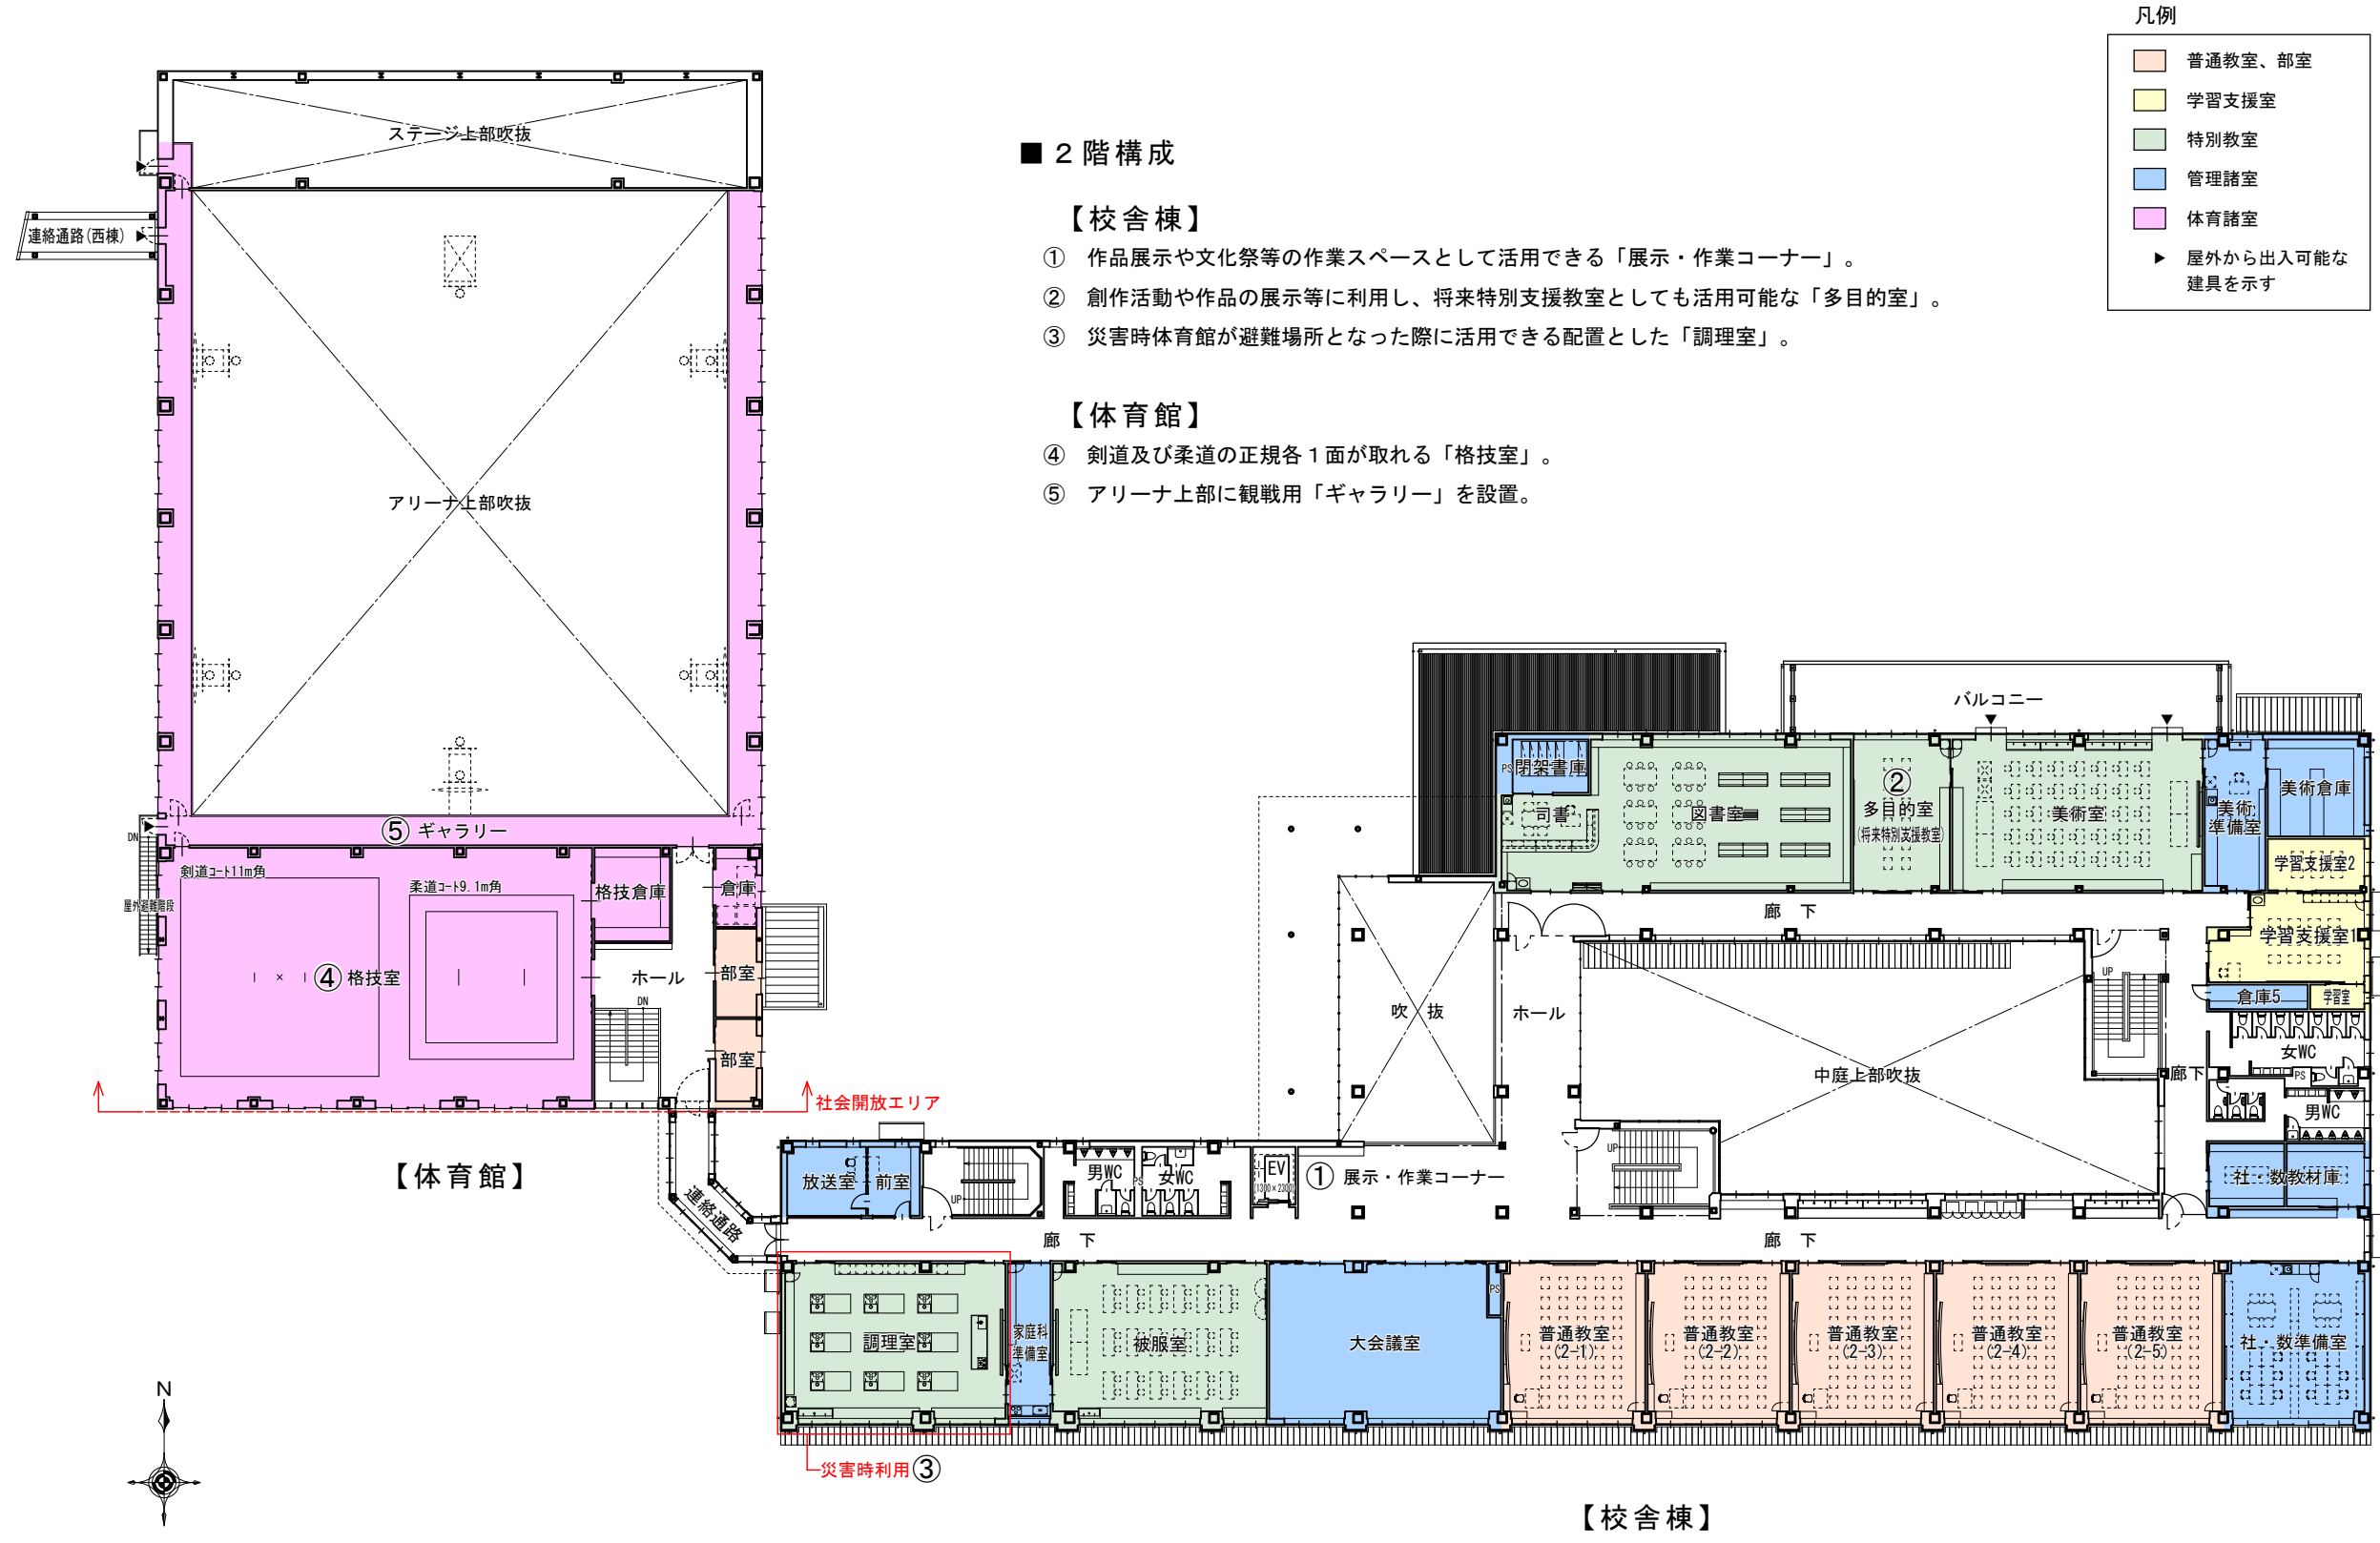 凡例
普通教室、部室
学習支援室
特別教室
管理諸室
体育諸室
▶ 屋外から出入可能な
建具を示す
■２階構成
【校舎棟】
① 作品展示や文化祭等の作業スペースとして活用できる「展示・作業コーナー」。
② 創作活動や作品の展示等に利用し、将来特別支援教室としても活用可能な「多目的室」。
③ 災害時体育館が避難場所となった際に活用できる配置とした「調理室」。
【体育館】
④ 剣道及び柔道の正規各１面が取れる「格技室」。
⑤ アリーナ上部に観戦用「ギャラリー」を設置。
ステージ上部吹抜
連絡通路(西棟)
アリーナ上部吹抜
⑤ ギャラリー
DN
屋外避難階段
剣道ｺｰﾄ11m角
柔道ｺｰﾄ9.1m角
格技倉庫
倉庫
④ 格技室
ホール
DN
部室
部室
社会開放エリア
【体育館】
連絡通路
バルコニー
PS
閉架書庫
司書
図書室
②
多目的室
(将来特別支援教室)
美術室
美術
準備室
美術倉庫
学習支援室2
廊 下
学習支援室1
UP
倉庫5
学習室
吹 抜
ホール
中庭上部吹抜
女WC
廊下
PS
男WC
UP
社・数教材庫
放送室
前室
UP
男WC
PS
女WC
EV
(1300×2300)
① 展示・作業コーナー
廊 下
廊 下
調理室
家庭科
準備室
被服室
大会議室
PS
普通教室
(2-1)
普通教室
(2-2)
普通教室
(2-3)
普通教室
(2-4)
普通教室
(2-5)
社・数準備室
災害時利用③
N
【校舎棟】